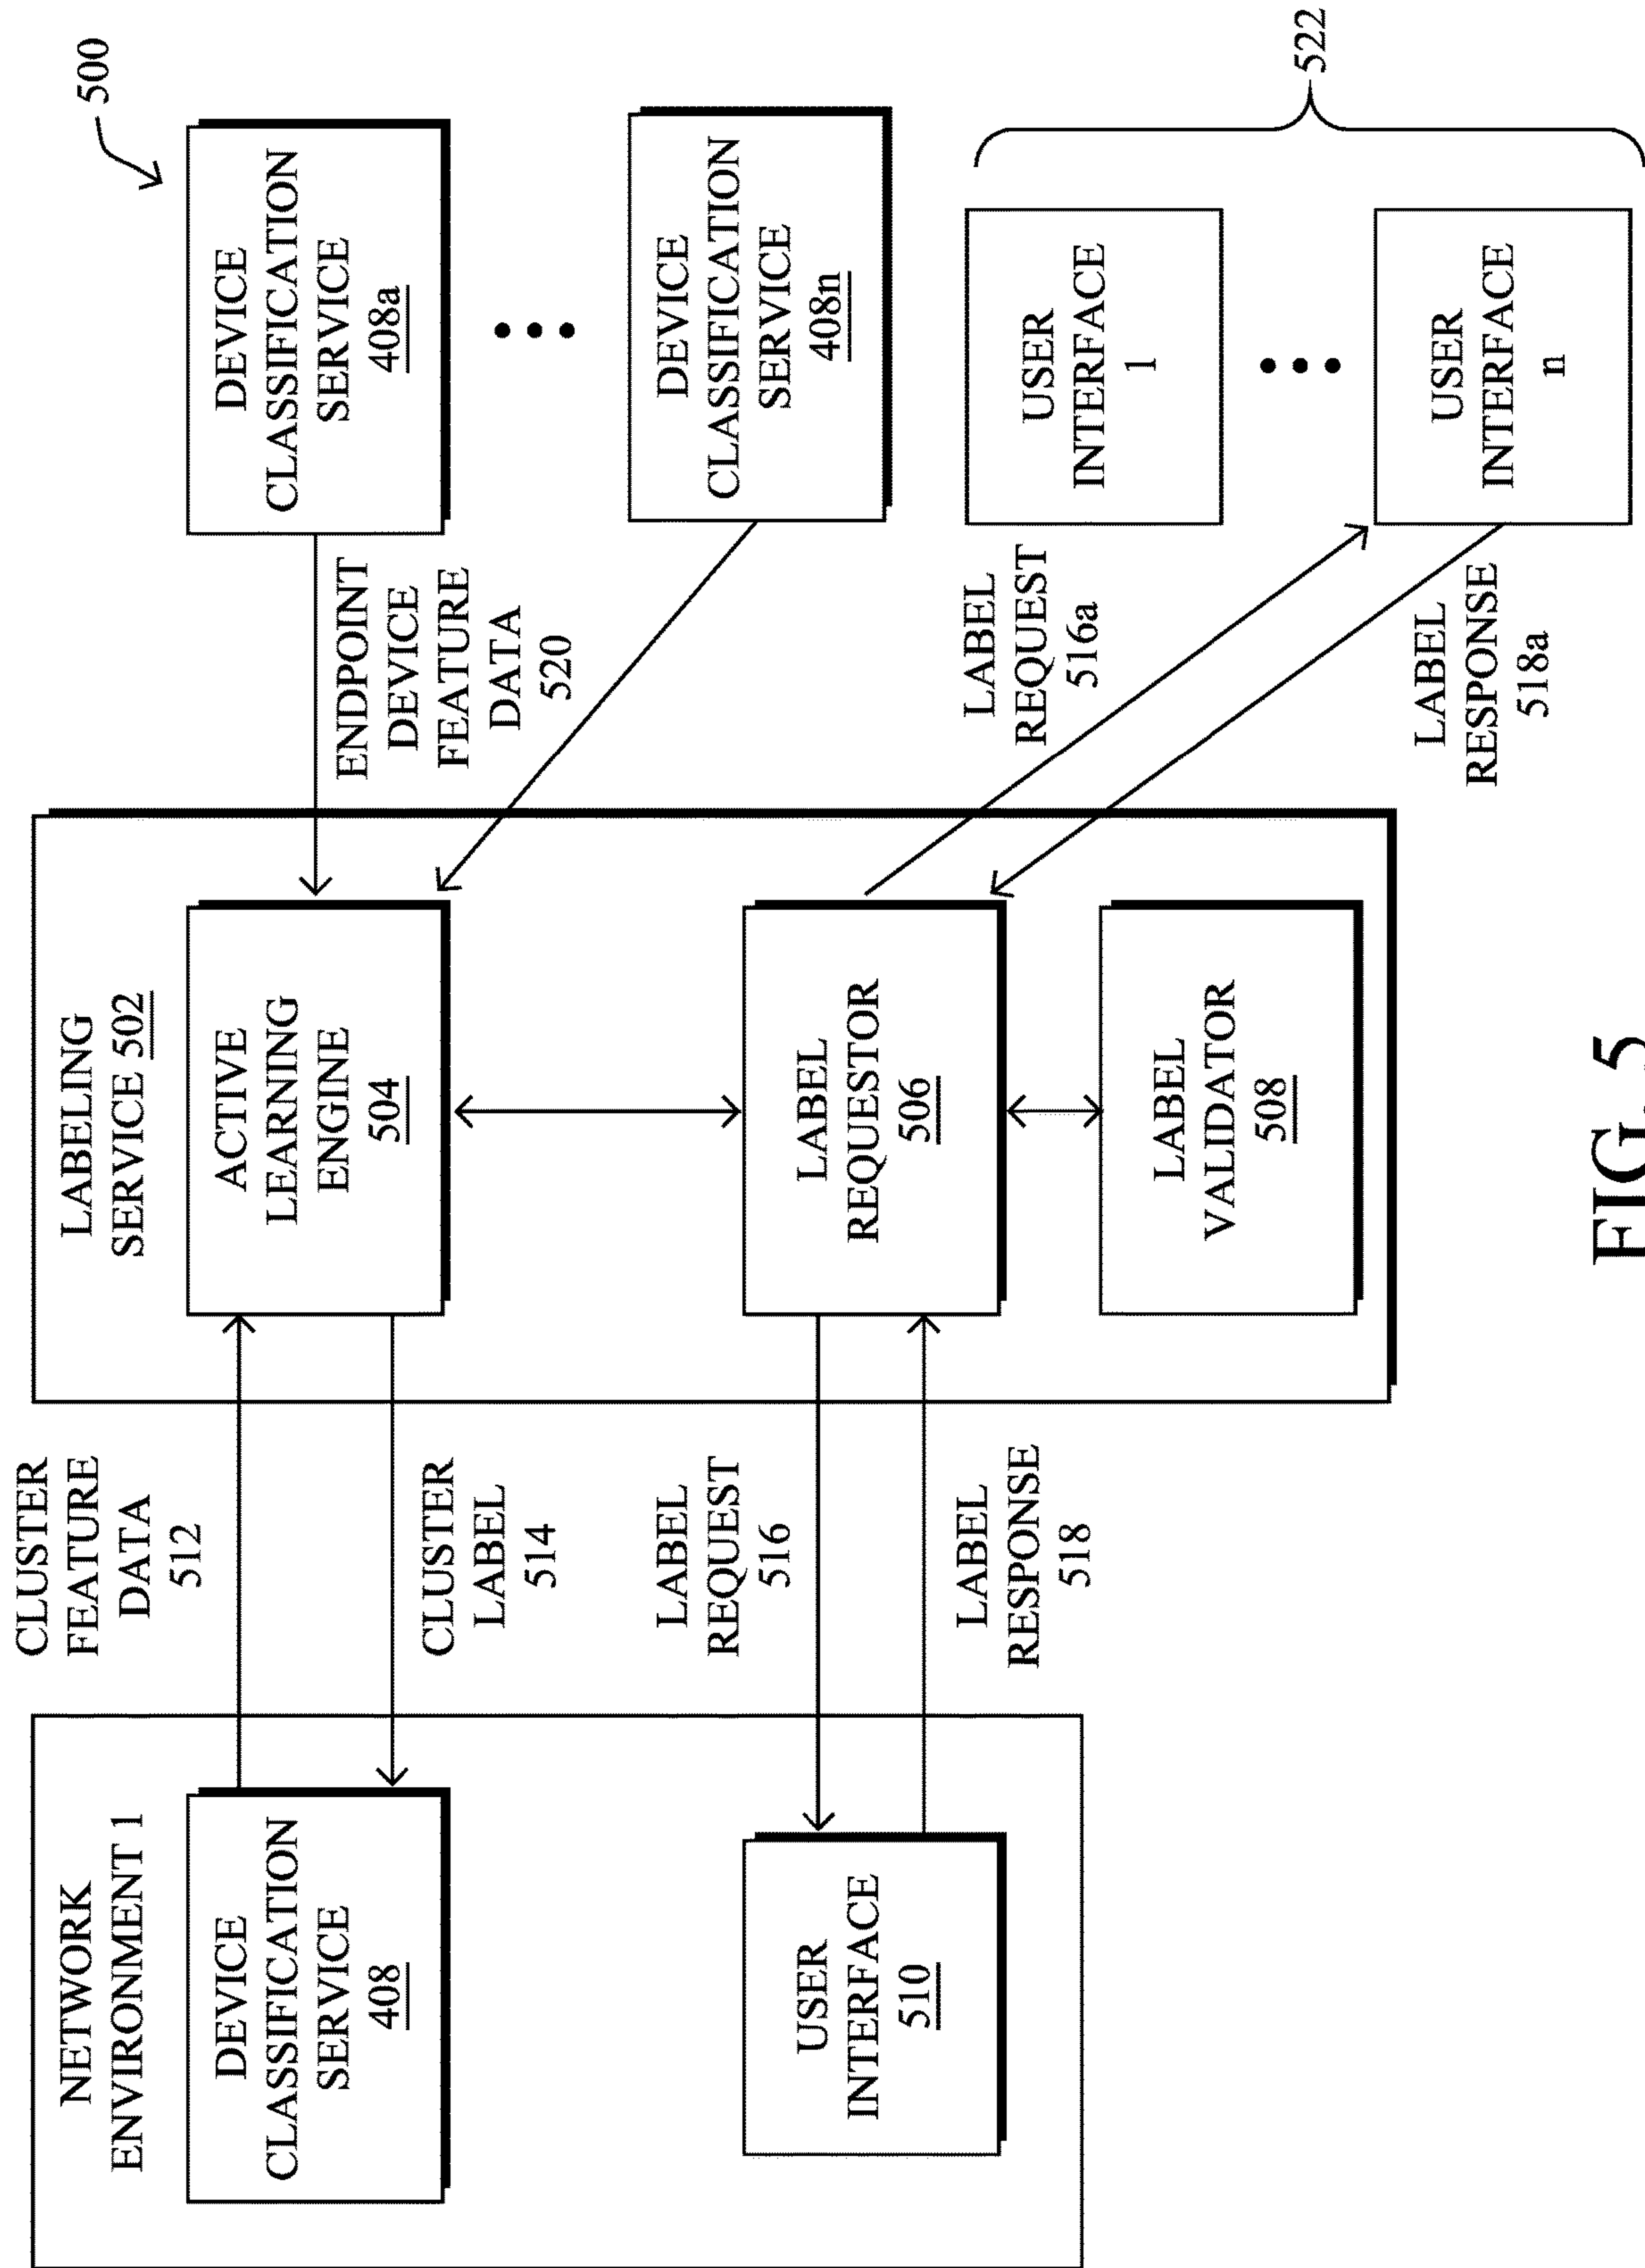 500
NETWORK
ENVIRONMENT 1
DEVICE
CLASSIFICATION
SERVICE
408
USER
INTERFACE
510
CLUSTER
FEATURE
DATA
512
CLUSTER
LABEL
514
LABEL
REQUEST
516
LABEL
RESPONSE
518
LABELING
SERVICE 502
ACTIVE
LEARNING
ENGINE
504
LABEL
REQUESTOR
506
LABEL
VALIDATOR
508
ENDPOINT
DEVICE
FEATURE
DATA
520
LABEL
REQUEST
516a
LABEL
RESPONSE
518a
DEVICE
CLASSIFICATION
SERVICE
408a
DEVICE
CLASSIFICATION
SERVICE
408n
USER
INTERFACE
1
USER
INTERFACE
n
522
FIG. 5